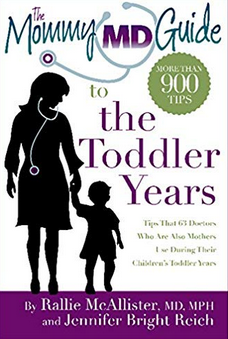 The
Mommy MD Guide
MORE THAN
900
TIPS
to
the
Toddler
Years
Tips That 63 Doctors
Who Are Also Mothers
Use During Their
Children's Toddler Years
By Rallie McAllister, MD, MPH
and Jennifer Bright Reich